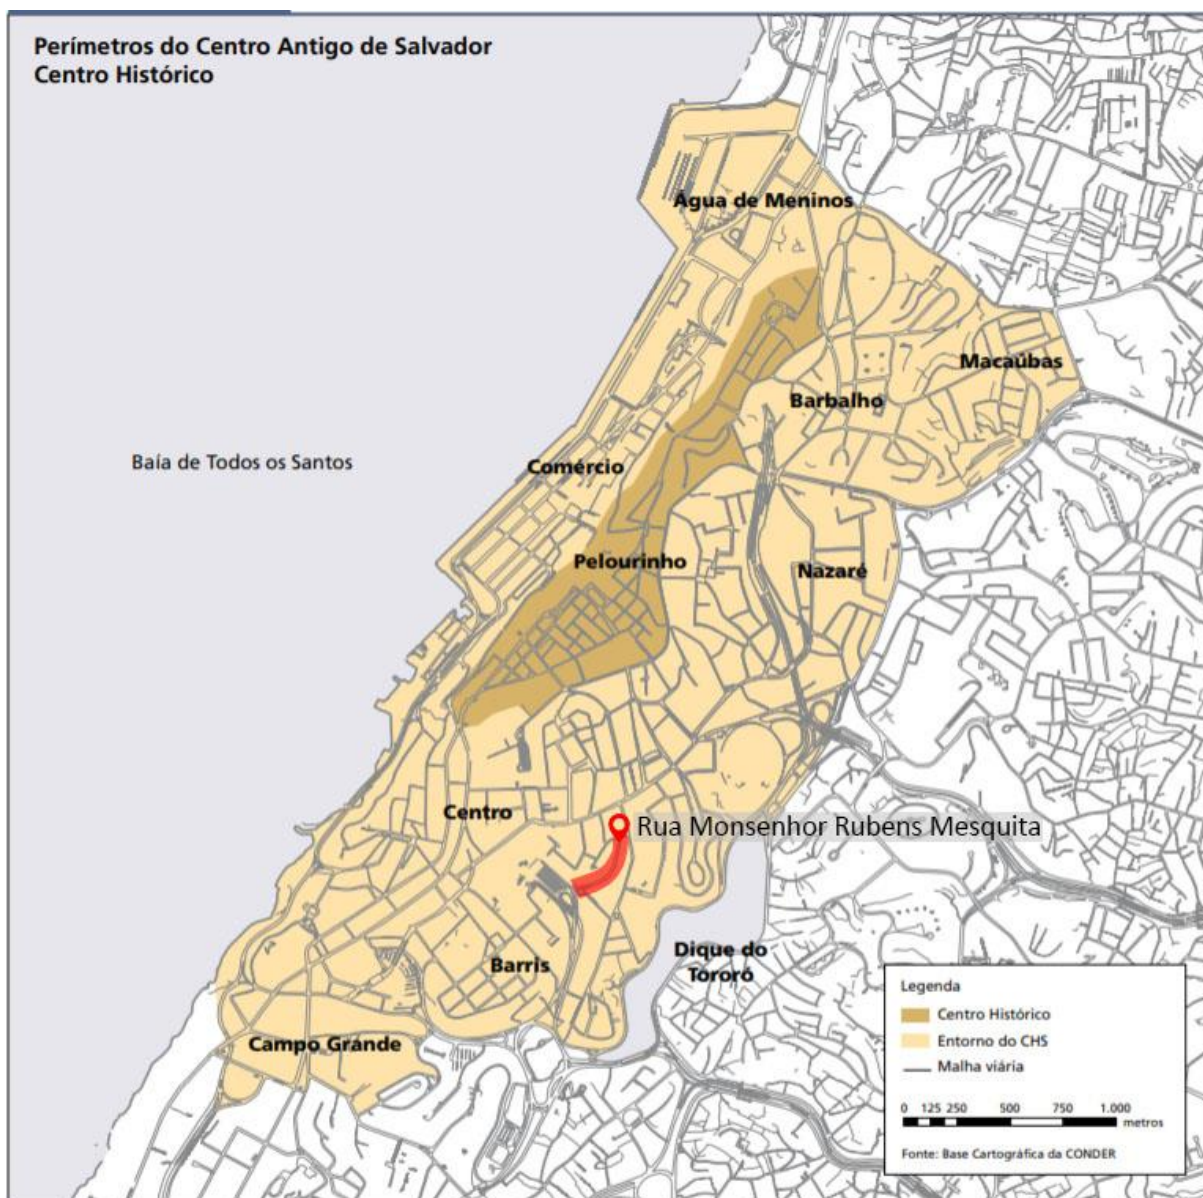 Perímetros do Centro Antigo de Salvador
Centro Histórico
Água de Meninos
Macaúbas
Barbalho
Baía de Todos os Santos
Comércio
Pelourinho
Nazaré
Centro
Rua Monsenhor Rubens Mesquita
Barris
Dique do
Tororó
Campo Grande
Legenda
Centro Histórico
Entorno do CHS
Malha viária
0 125 250 500 750 1.000
metros
Fonte: Base Cartográfica da CONDER